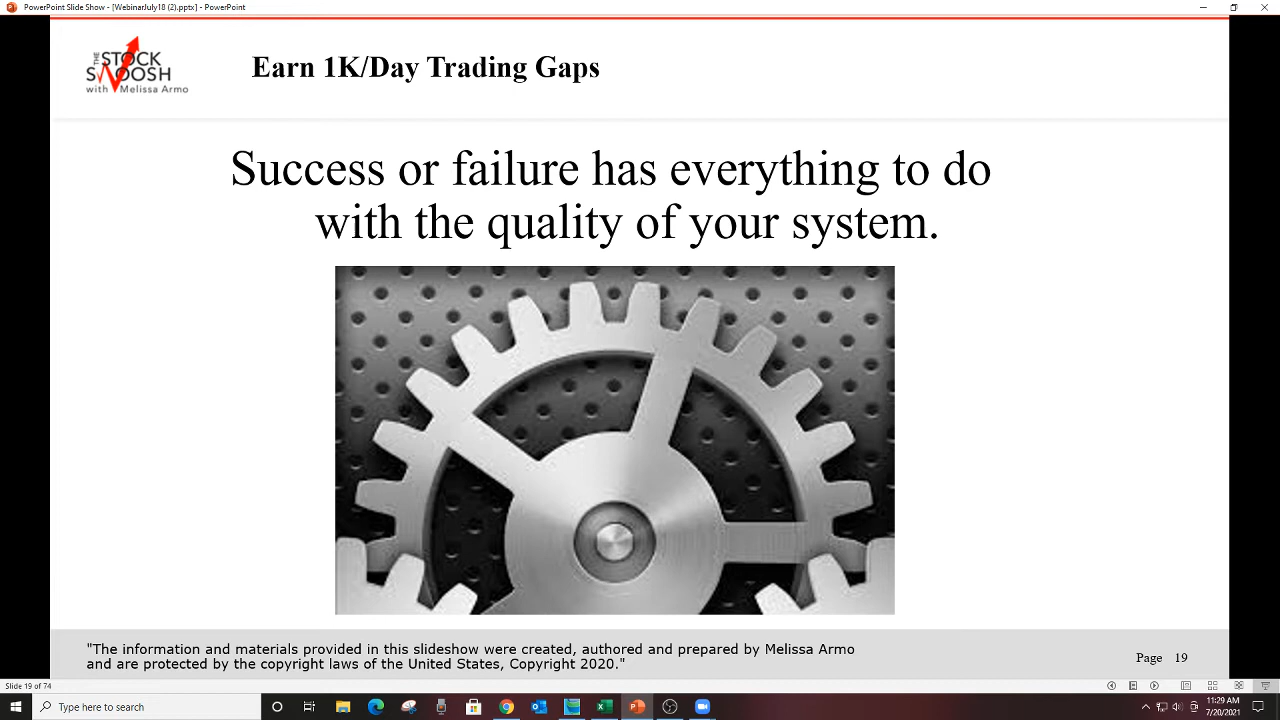 PowerPoint Slide Show - [WebinarJuly18 (2).pptx] - PowerPoint
THE
STOCK
SWOOSH
with Melissa Armo
Earn 1K/Day Trading Gaps
Success or failure has everything to do
with the quality of your system.
"The information and materials provided in this slideshow were created, authored and prepared by Melissa Armo
and are protected by the copyright laws of the United States, Copyright 2020."
Page 19
Slide 19 of 74
Type here to search
11:29 AM
7/20/2021